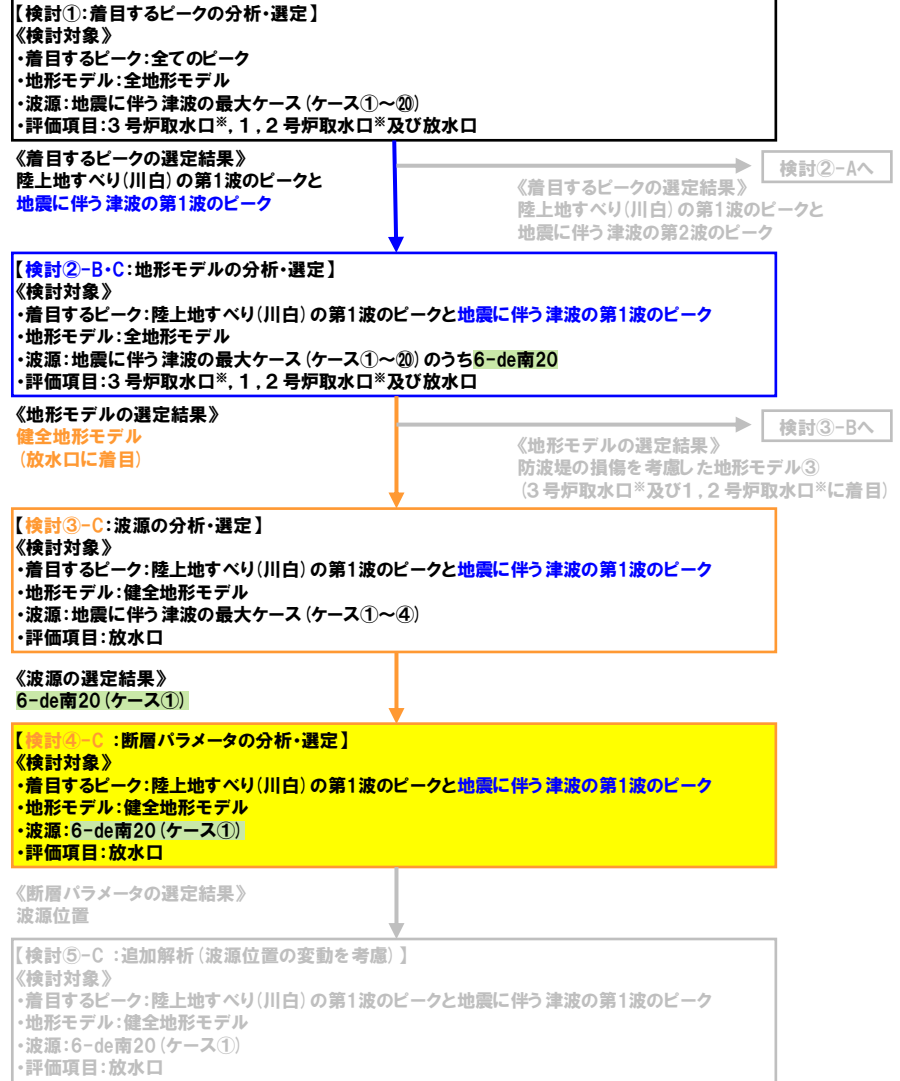 【検討①:着目するピークの分析・選定】
《検討対象》
・着目するピーク:全てのピーク
・地形モデル:全地形モデル
・波源:地震に伴う津波の最大ケース(ケース①～⑳)
・評価項目:3号炉取水口※,1,2号炉取水口※及び放水口
《着目するピークの選定結果》
陸上地すべり(川白)の第1波のピークと
地震に伴う津波の第1波のピーク
検討②-Aへ
《着目するピークの選定結果》
陸上地すべり(川白)の第1波のピークと
地震に伴う津波の第2波のピーク
【検討②-B・C:地形モデルの分析・選定】
《検討対象》
・着目するピーク:陸上地すべり(川白)の第1波のピークと地震に伴う津波の第1波のピーク
・地形モデル:全地形モデル
・波源:地震に伴う津波の最大ケース(ケース①～⑳)のうち6-de南20
・評価項目:3号炉取水口※,1,2号炉取水口※及び放水口
《地形モデルの選定結果》
健全地形モデル
(放水口に着目)
検討③-Bへ
《地形モデルの選定結果》
防波堤の損傷を考慮した地形モデル③
(3号炉取水口※及び1,2号炉取水口※に着目)
【検討③-C:波源の分析・選定】
《検討対象》
・着目するピーク:陸上地すべり(川白)の第1波のピークと地震に伴う津波の第1波のピーク
・地形モデル:健全地形モデル
・波源:地震に伴う津波の最大ケース(ケース①～④)
・評価項目:放水口
《波源の選定結果》
6-de南20(ケース①)
【検討④-C :断層パラメータの分析・選定】
《検討対象》
・着目するピーク:陸上地すべり(川白)の第1波のピークと地震に伴う津波の第1波のピーク
・地形モデル:健全地形モデル
・波源:6-de南20(ケース①)
・評価項目:放水口
《断層パラメータの選定結果》
波源位置
【検討⑤-C :追加解析(波源位置の変動を考慮)】
《検討対象》
・着目するピーク:陸上地すべり(川白)の第1波のピークと地震に伴う津波の第1波のピーク
・地形モデル:健全地形モデル
・波源:6-de南20(ケース①)
・評価項目:放水口